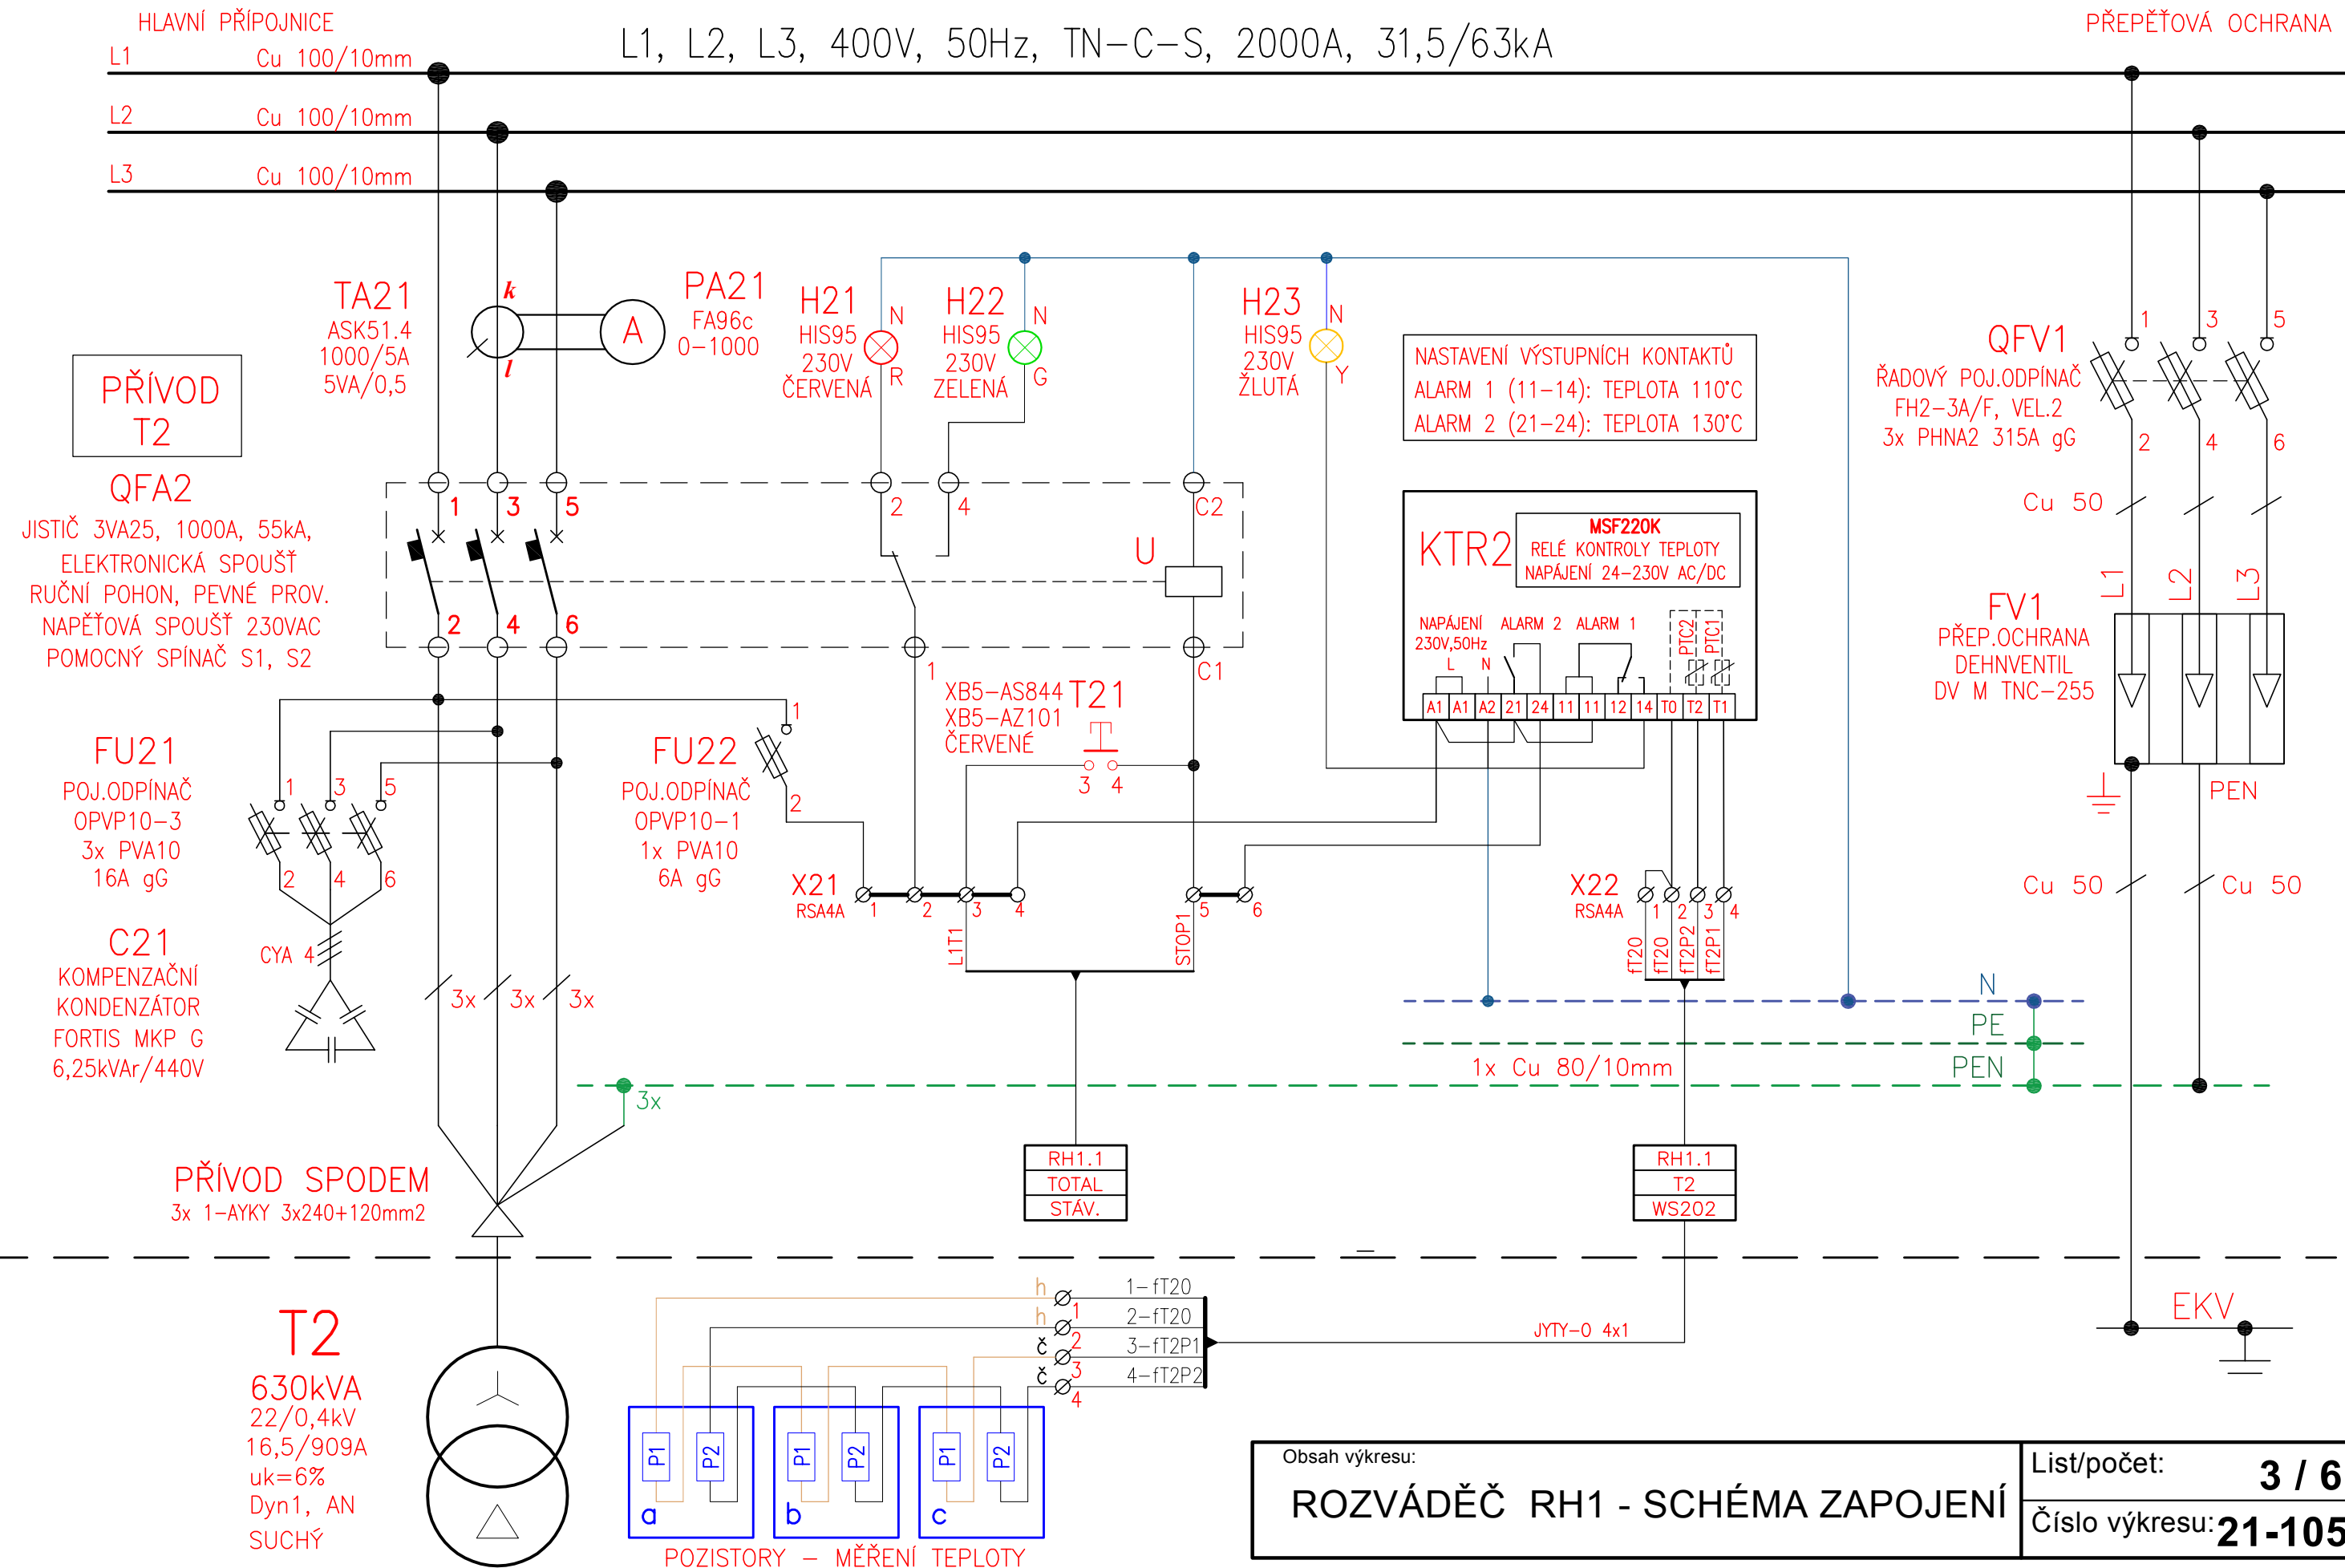 HLAVNÍ PŘÍPOJNICE
L1, L2, L3, 400V, 50Hz, TN-C-S, 2000A, 31,5/63kA
PŘEPĚŤOVÁ OCHRANA
L1 Cu 100/10mm
L2 Cu 100/10mm
L3 Cu 100/10mm
PŘÍVOD
T2
TA21
ASK51.4
1000/5A
5VA/0,5
k
l
A
PA21
FA96c
0-1000
H21
HIS95
230V
ČERVENÁ
N
R
H22
HIS95
230V
ZELENÁ
N
G
H23
HIS95
230V
ŽLUTÁ
N
Y
NASTAVENÍ VÝSTUPNÍCH KONTAKTŮ
ALARM 1 (11-14): TEPLOTA 110°C
ALARM 2 (21-24): TEPLOTA 130°C
QFV1
ŘADOVÝ POJ.ODPÍNAČ
FH2-3A/F, VEL.2
3x PHNA2 315A gG
1 3 5
2 4 6
Cu 50
L1 L2 L3
FV1
PŘEP.OCHRANA
DEHNVENTIL
DV M TNC-255
PEN
Cu 50
Cu 50
QFA2
JISTIČ 3VA25, 1000A, 55kA,
ELEKTRONICKÁ SPOUŠŤ
RUČNÍ POHON, PEVNÉ PROV.
NAPĚŤOVÁ SPOUŠŤ 230VAC
POMOCNÝ SPÍNAČ S1, S2
1 3 5
2 4 6
2 4
1
C2
U
C1
KTR2
MSF220K
RELÉ KONTROLY TEPLOTY
NAPÁJENÍ 24-230V AC/DC
NAPÁJENÍ ALARM 2 ALARM 1
230V,50Hz
L N
PTC2 PTC1
A1 A1 A2 21 24 11 11 12 14 T0 T2 T1
XB5-AS844
XB5-AZ101
ČERVENÉ
T21
3 4
FU21
POJ.ODPÍNAČ
OPVP10-3
3x PVA10
16A gG
1 3 5
2 4 6
FU22
POJ.ODPÍNAČ
OPVP10-1
1x PVA10
6A gG
1
2
X21
RSA4A
1 2 3 4 5 6
L1T1
STOP1
X22
RSA4A
1 2 3 4
fT20 fT20 fT2P2 fT2P1
C21
KOMPENZAČNÍ
KONDENZÁTOR
FORTIS MKP G
6,25kVAr/440V
CYA 4
3x 3x 3x
3x
N
PE
PEN
1x Cu 80/10mm
PŘÍVOD SPODEM
3x 1-AYKY 3x240+120mm2
RH1.1
TOTAL
STÁV.
RH1.1
T2
WS202
T2
630kVA
22/0,4kV
16,5/909A
uk=6%
Dyn1, AN
SUCHÝ
h 1 1-fT20
h 2 2-fT20
č 3 3-fT2P1
č 4 4-fT2P2
JYTY-O 4x1
EKV
P1 P2 P1 P2 P1 P2
a b c
POZISTORY - MĚŘENÍ TEPLOTY
Obsah výkresu:
ROZVÁDĚČ RH1 - SCHÉMA ZAPOJENÍ
List/počet:
3 / 6
Číslo výkresu: 21-105